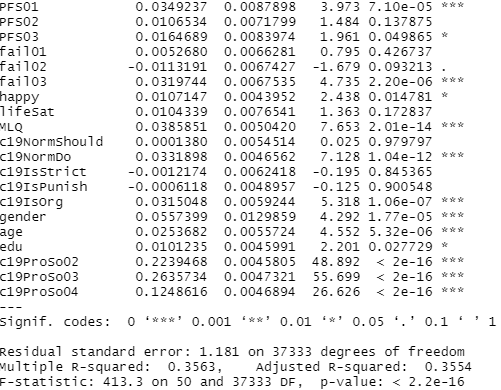 PFS01 0.0349237 0.0087898 3.973 7.10e-05 ***
PFS02 0.0106534 0.0071799 1.484 0.137875
PFS03 0.0164689 0.0083974 1.961 0.049865 *
fail01 0.0052680 0.0066281 0.795 0.426737
fail02 -0.0113191 0.0067427 -1.679 0.093213 .
fail03 0.0319744 0.0067535 4.735 2.20e-06 ***
happy 0.0107147 0.0043952 2.438 0.014781 *
lifeSat 0.0104339 0.0076541 1.363 0.172837
MLQ 0.0385851 0.0050420 7.653 2.01e-14 ***
c19NormShould 0.0001380 0.0054514 0.025 0.979797
c19NormDo 0.0331898 0.0046562 7.128 1.04e-12 ***
c19IsStrict -0.0012174 0.0062418 -0.195 0.845365
c19IsPunish -0.0006118 0.0048957 -0.125 0.900548
c19IsOrg 0.0315048 0.0059244 5.318 1.06e-07 ***
gender 0.0557399 0.0129859 4.292 1.77e-05 ***
age 0.0253682 0.0055724 4.552 5.32e-06 ***
edu 0.0101235 0.0045991 2.201 0.027729 *
c19ProSo02 0.2239468 0.0045805 48.892 < 2e-16 ***
c19ProSo03 0.2635734 0.0047321 55.699 < 2e-16 ***
c19ProSo04 0.1248616 0.0046894 26.626 < 2e-16 ***
---
Signif. codes: 0 ‘***’ 0.001 ‘**’ 0.01 ‘*’ 0.05 ‘.’ 0.1 ‘ ’ 1
Residual standard error: 1.181 on 37333 degrees of freedom
Multiple R-squared: 0.3563, Adjusted R-squared: 0.3554
F-statistic: 413.3 on 50 and 37333 DF, p-value: < 2.2e-16